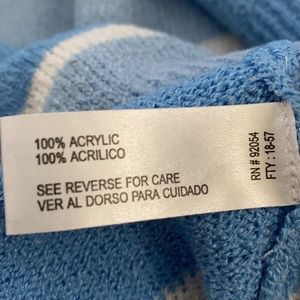 100% ACRYLIC
100% ACRILICO
SEE REVERSE FOR CARE
VER AL DORSO PARA CUIDADO
RN # 92054
FTY : 18-57